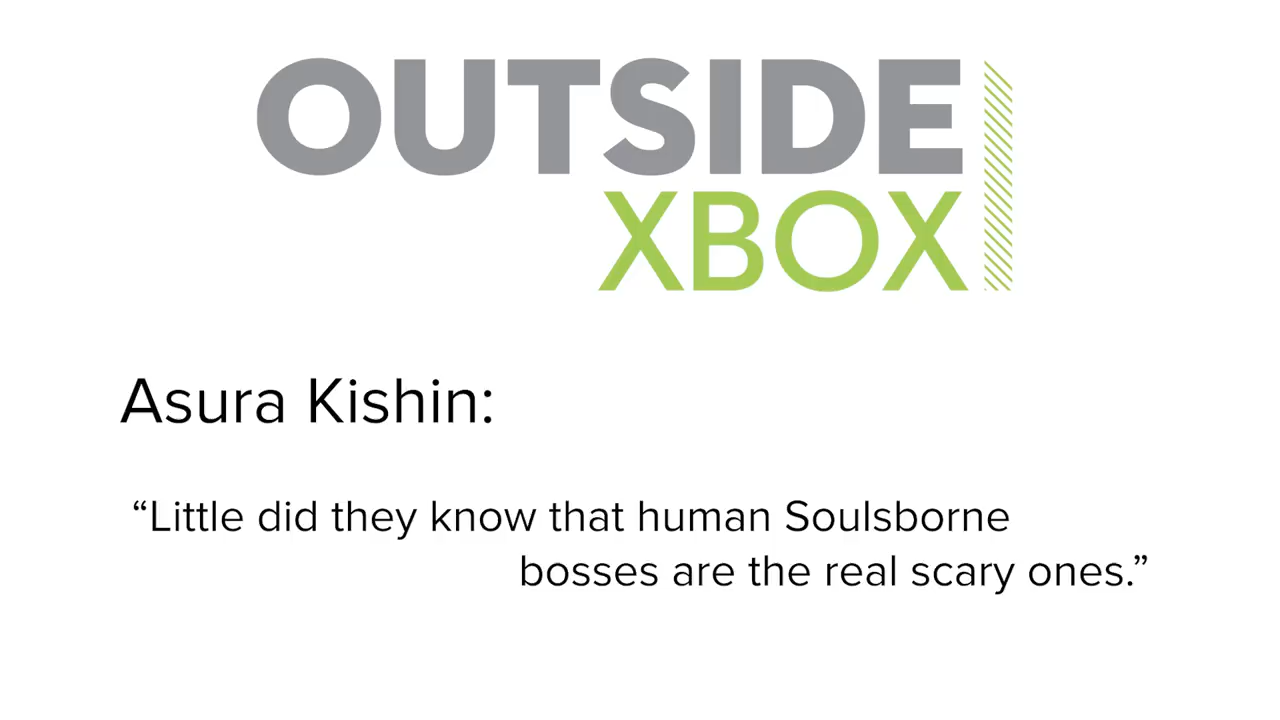 OUTSIDE
XBOX
Asura Kishin:
“Little did they know that human Soulsborne
bosses are the real scary ones.”